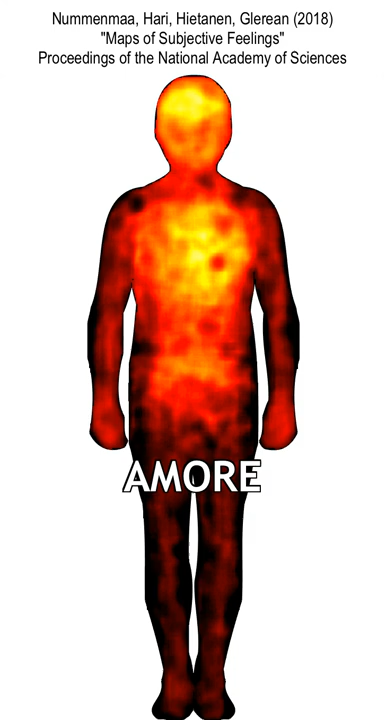 Nummenmaa, Hari, Hietanen, Glerean (2018)
"Maps of Subjective Feelings"
Proceedings of the National Academy of Sciences
AMORE